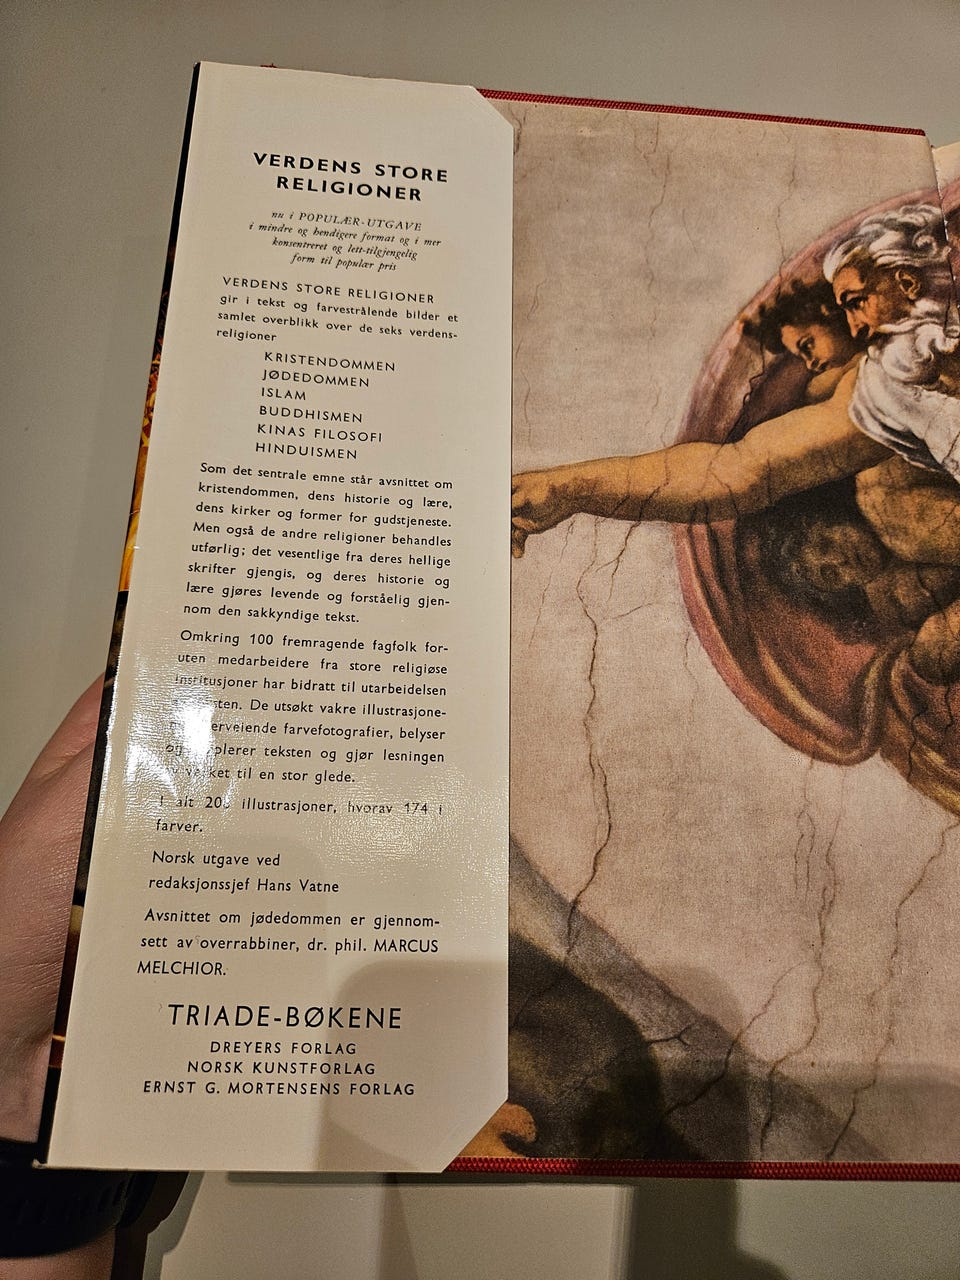 VERDENS STORE
RELIGIONER
nu i POPULÆR-UTGAVE
i mindre og hendigere format og i mer
konsentreret og lett-tilgjengelig
form til populær pris
VERDENS STORE RELIGIONER
gir i tekst og farvestrålende bilder et
samlet overblikk over de seks verdens-
religioner
KRISTENDOMMEN
JØDEDOMMEN
ISLAM
BUDDHISMEN
KINAS FILOSOFI
HINDUISMEN
Som det sentrale emne står avsnittet om
kristendommen, dens historie og lære,
dens kirker og former for gudstjeneste.
Men også de andre religioner behandles
utførlig; det vesentlige fra deres hellige
skrifter gjengis, og deres historie og
lære gjøres levende og forståelig gjen-
nom den sakkyndige tekst.
Omkring 100 fremragende fagfolk for-
uten medarbeidere fra store religiøse
institusjoner har bidratt til utarbeidelsen
De utsøkt vakre illustrasjone-
farvefotografier, belyser
teksten og gjør lesningen
til en stor glede.
I alt illustrasjoner, hvorav 174 i
farver.
Norsk utgave ved
redaksjonssjef Hans Vatne
Avsnittet om jødedommen er gjennom-
sett av overrabbiner, dr. phil. MARCUS
MELCHIOR.
TRIADE-BØKENE
DREYERS FORLAG
NORSK KUNSTFORLAG
ERNST G. MORTENSENS FORLAG